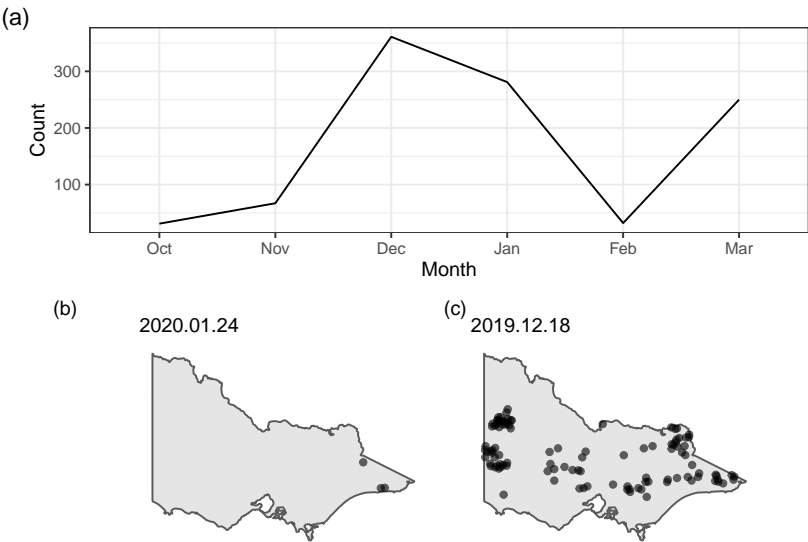 (a)
300
200
100
Count
Oct Nov Dec Jan Feb Mar
Month
(b) (c)
2020.01.24 2019.12.18